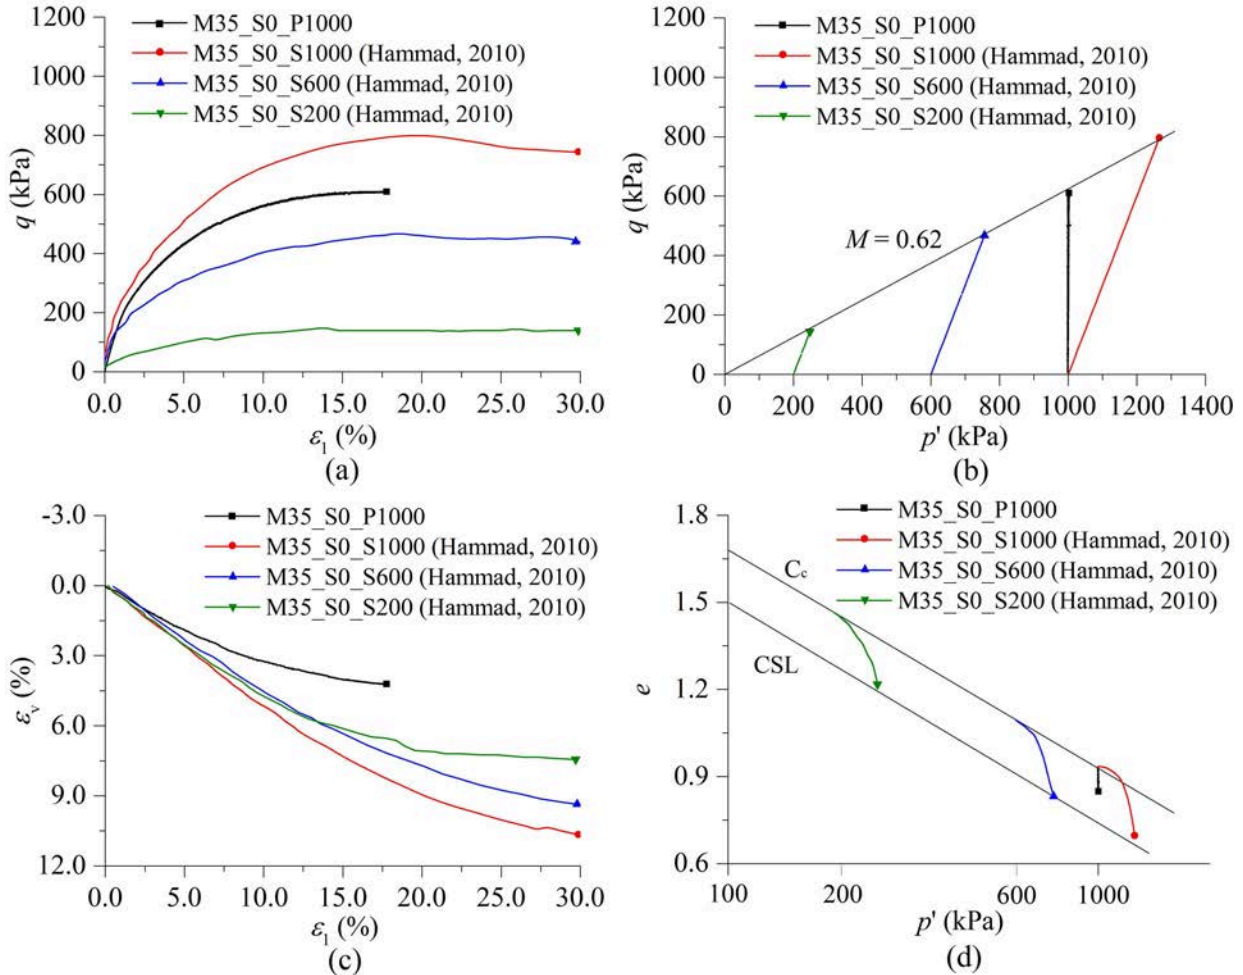 1200
1000
800
600
400
200
0
q (kPa)
M35_S0_P1000
M35_S0_S1000 (Hammad, 2010)
M35_S0_S600 (Hammad, 2010)
M35_S0_S200 (Hammad, 2010)
0.0 5.0 10.0 15.0 20.0 25.0 30.0
ε₁ (%)
(a)
1200
1000
800
600
400
200
0
q (kPa)
M35_S0_P1000
M35_S0_S1000 (Hammad, 2010)
M35_S0_S600 (Hammad, 2010)
M35_S0_S200 (Hammad, 2010)
M = 0.62
0 200 400 600 800 1000 1200 1400
p' (kPa)
(b)
-3.0
0.0
3.0
6.0
9.0
12.0
εᵥ (%)
M35_S0_P1000
M35_S0_S1000 (Hammad, 2010)
M35_S0_S600 (Hammad, 2010)
M35_S0_S200 (Hammad, 2010)
0.0 5.0 10.0 15.0 20.0 25.0 30.0
ε₁ (%)
(c)
1.8
1.5
1.2
0.9
0.6
e
M35_S0_P1000
M35_S0_S1000 (Hammad, 2010)
M35_S0_S600 (Hammad, 2010)
M35_S0_S200 (Hammad, 2010)
Cc
CSL
100 200 600 1000
p' (kPa)
(d)